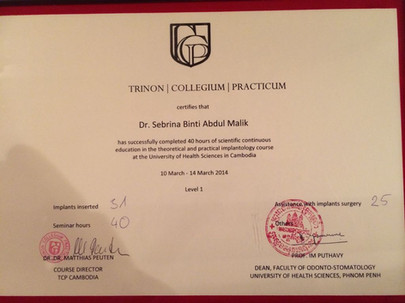 TRINON | COLLEGIUM | PRACTICUM
certifies that
Dr. Sebrina Binti Abdul Malik
has successfully completed 40 hours of scientific continuous
education in the theoretical and practical implantology course
at the University of Health Sciences in Cambodia
10 March - 14 March 2014
Level 1
Implants inserted 31
Assistance with implants surgery 25
Seminar hours 40
Others
DR. DR. MATTHIAS PEUTEN
COURSE DIRECTOR
TCP CAMBODIA
PROF. IM PUTHAVY
DEAN, FACULTY OF ODONTO-STOMATOLOGY
UNIVERSITY OF HEALTH SCIENCES, PHNOM PENH